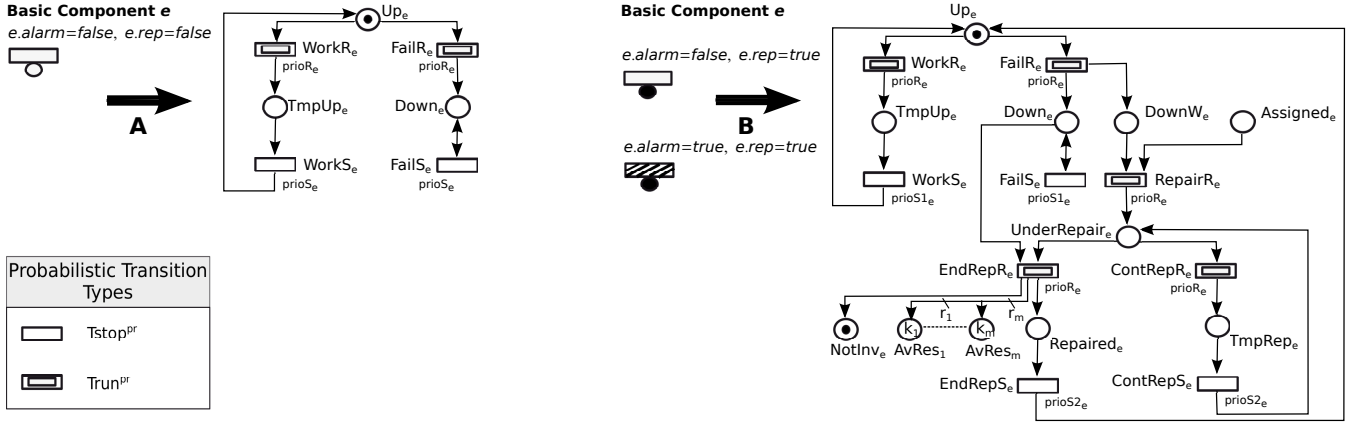 Basic Component e
e.alarm=false, e.rep=false
A
Up_e
WorkR_e
prioR_e
FailR_e
prioR_e
TmpUp_e
Down_e
WorkS_e
prioS_e
FailS_e
prioS_e
Probabilistic Transition
Types
Tstop^pr
Trun^pr
Basic Component e
e.alarm=false, e.rep=true
B
e.alarm=true, e.rep=true
Up_e
WorkR_e
prioR_e
FailR_e
prioR_e
TmpUp_e
Down_e
DownW_e
Assigned_e
WorkS_e
prioS1_e
FailS_e
prioS1_e
RepairR_e
prioR_e
UnderRepair_e
EndRepR_e
prioR_e
ContRepR_e
prioR_e
r_1
r_m
k_1
k_m
NotInv_e
AvRes_1
AvRes_m
Repaired_e
TmpRep_e
EndRepS_e
prioS2_e
ContRepS_e
prioS2_e